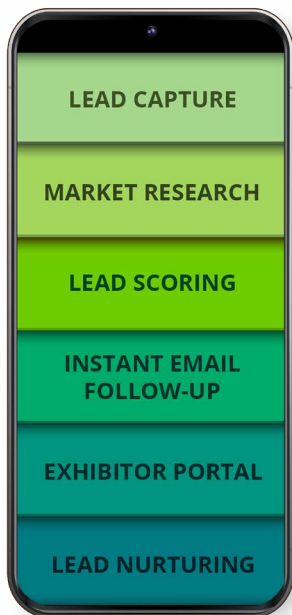 LEAD CAPTURE
MARKET RESEARCH
LEAD SCORING
INSTANT EMAIL
FOLLOW-UP
EXHIBITOR PORTAL
LEAD NURTURING